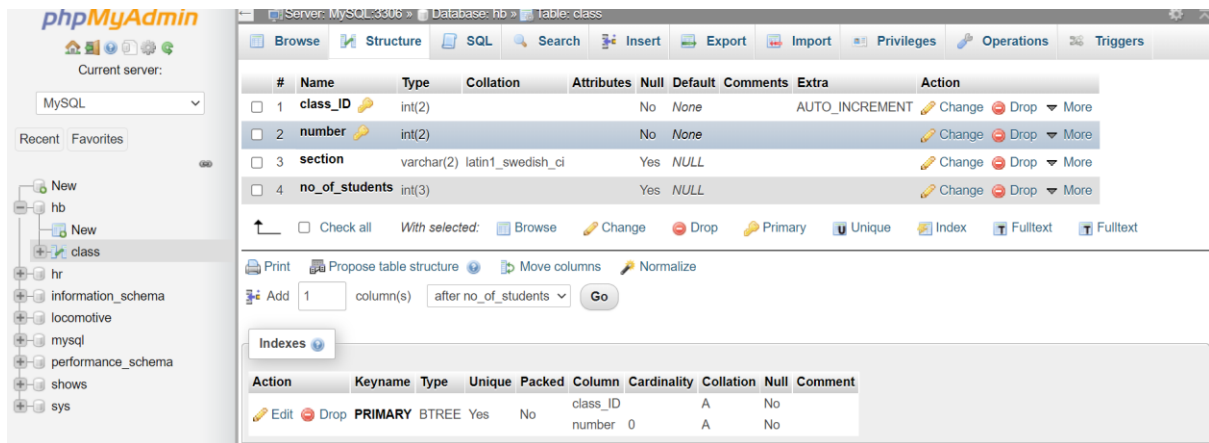 phpMyAdmin
Current server:
MySQL
Recent Favorites
New
hb
New
class
hr
information_schema
locomotive
mysql
performance_schema
shows
sys
Server: MySQL:3306 » Database: hb » Table: class
Browse Structure SQL Search Insert Export Import Privileges Operations Triggers
# Name Type Collation Attributes Null Default Comments Extra Action
1 class_ID int(2) No None AUTO_INCREMENT Change Drop More
2 number int(2) No None Change Drop More
3 section varchar(2) latin1_swedish_ci Yes NULL Change Drop More
4 no_of_students int(3) Yes NULL Change Drop More
Check all With selected: Browse Change Drop Primary Unique Index Fulltext Fulltext
Print Propose table structure Move columns Normalize
Add 1 column(s) after no_of_students Go
Indexes
Action Keyname Type Unique Packed Column Cardinality Collation Null Comment
Edit Drop PRIMARY BTREE Yes No class_ID A No
number 0 A No